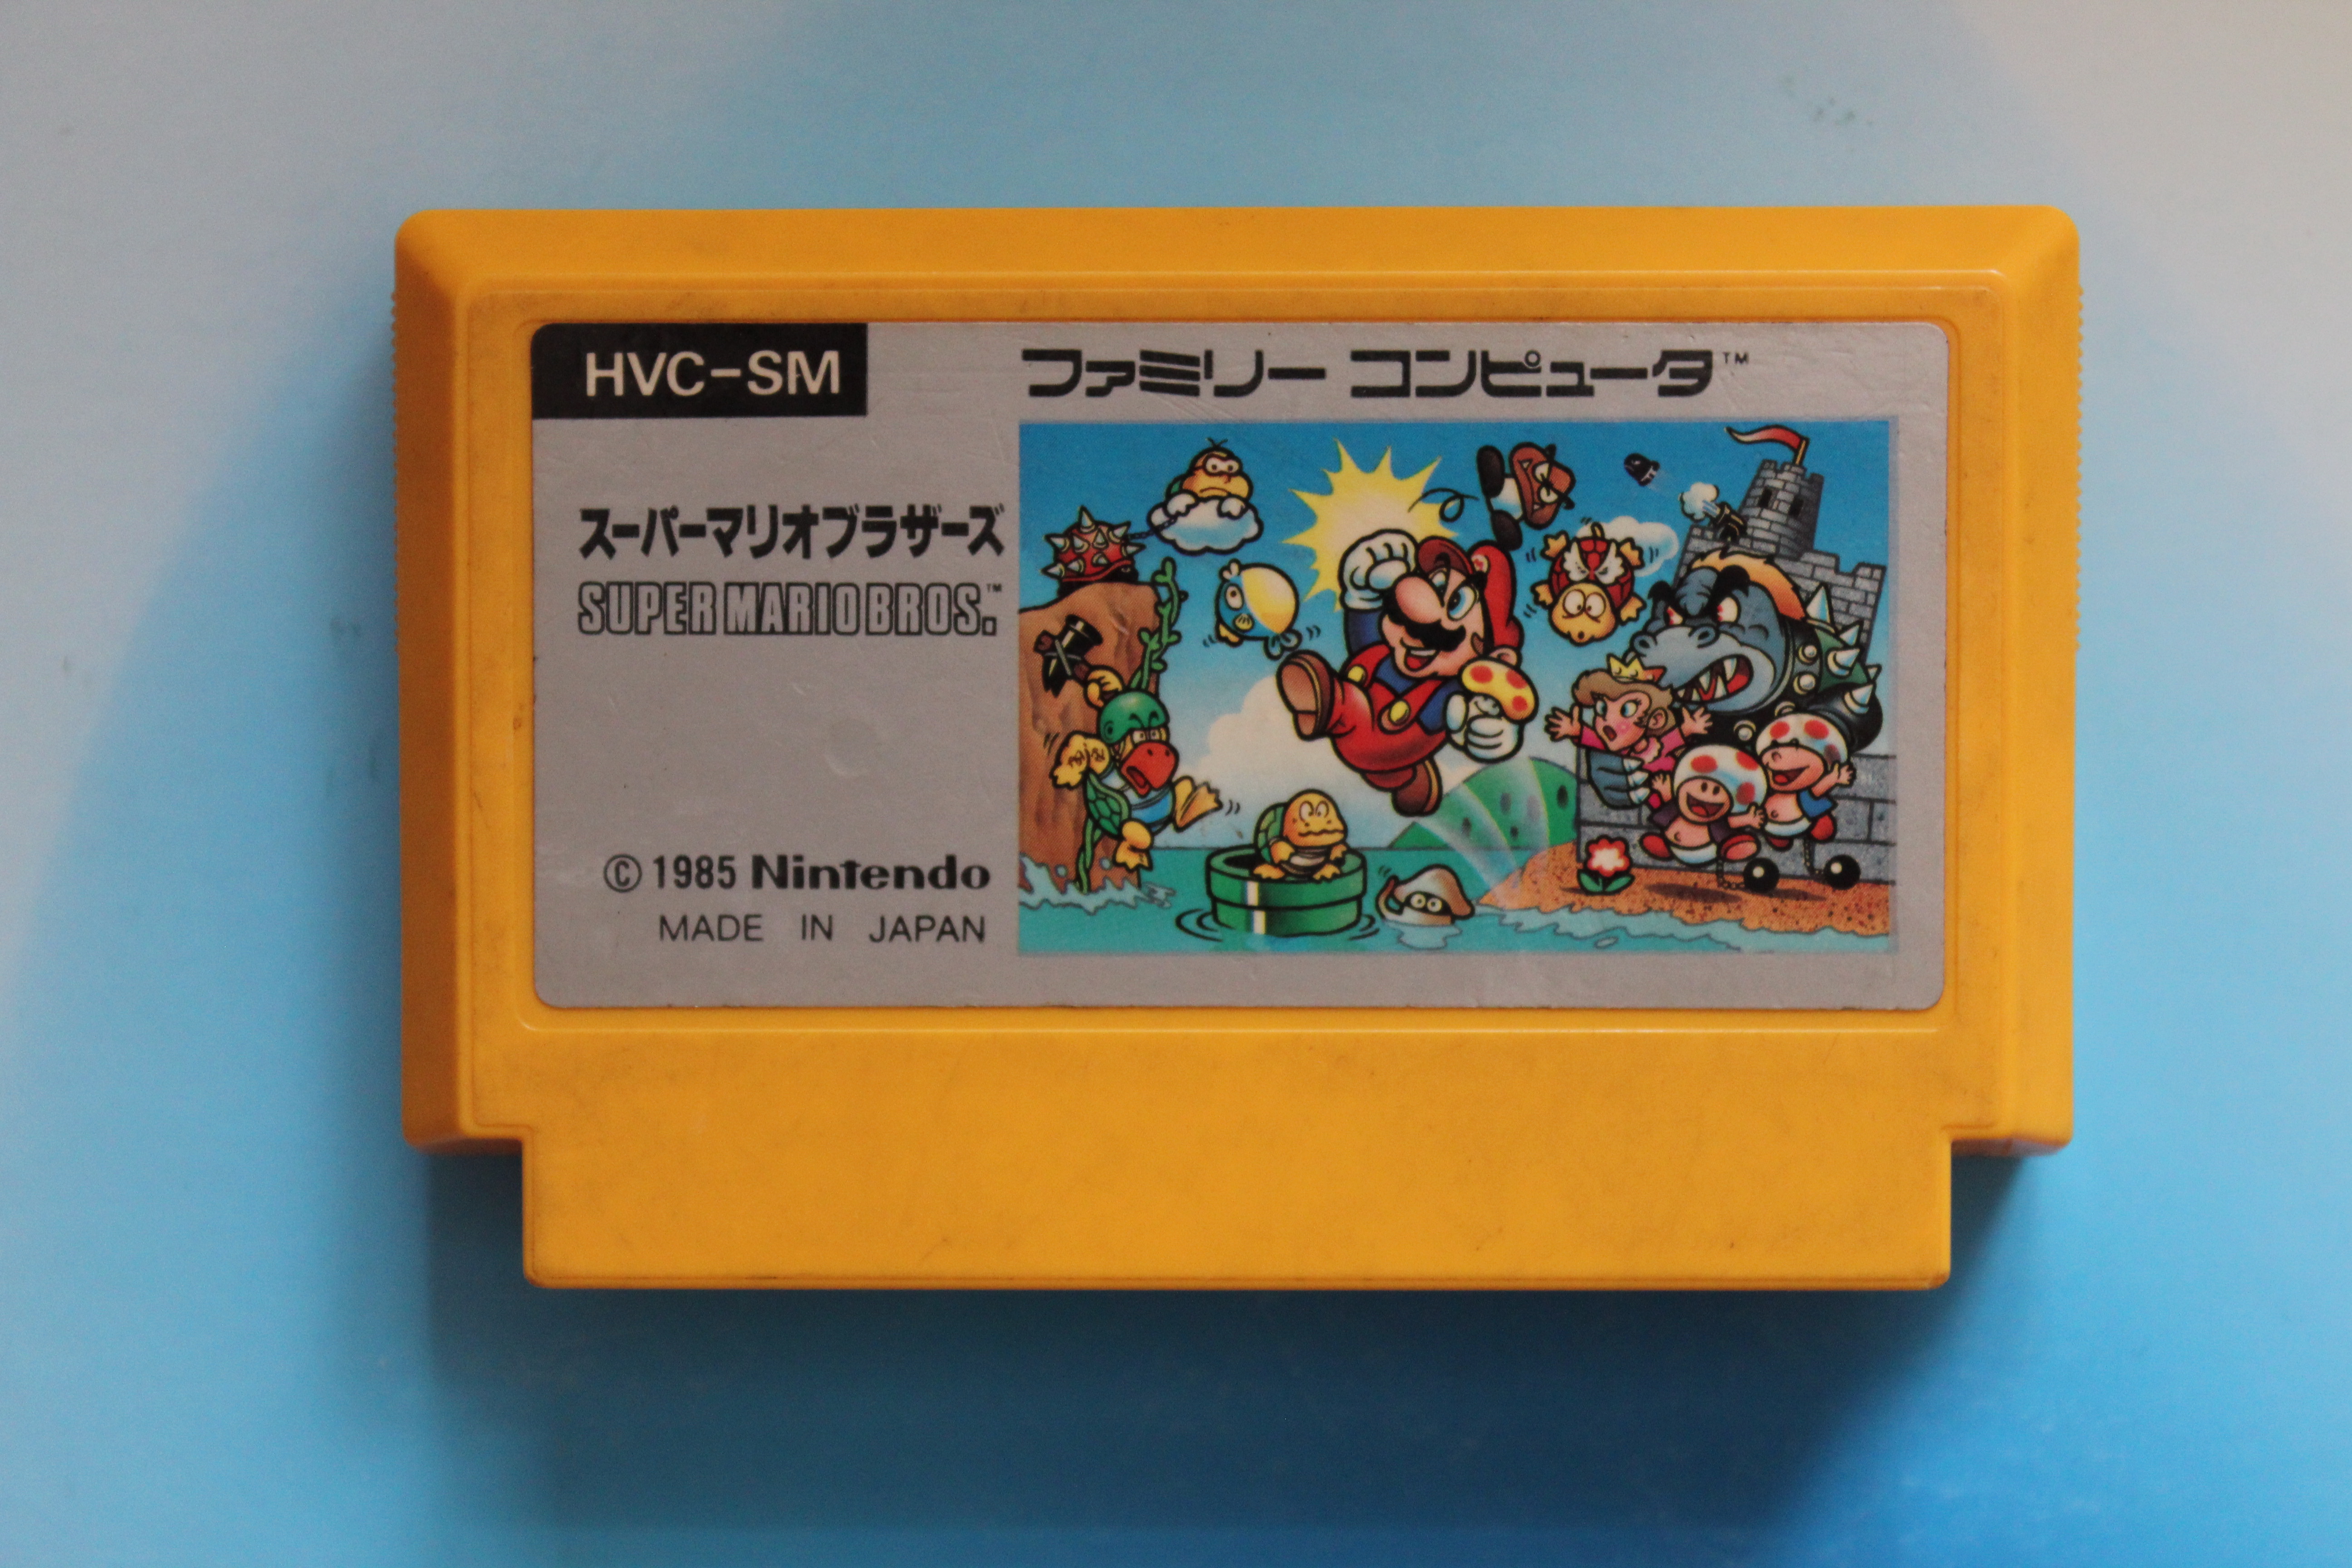 HVC-SM
ファミリー コンピュータ™
スーパーマリオブラザーズ
SUPER MARIO BROS.™
© 1985 Nintendo
MADE IN JAPAN